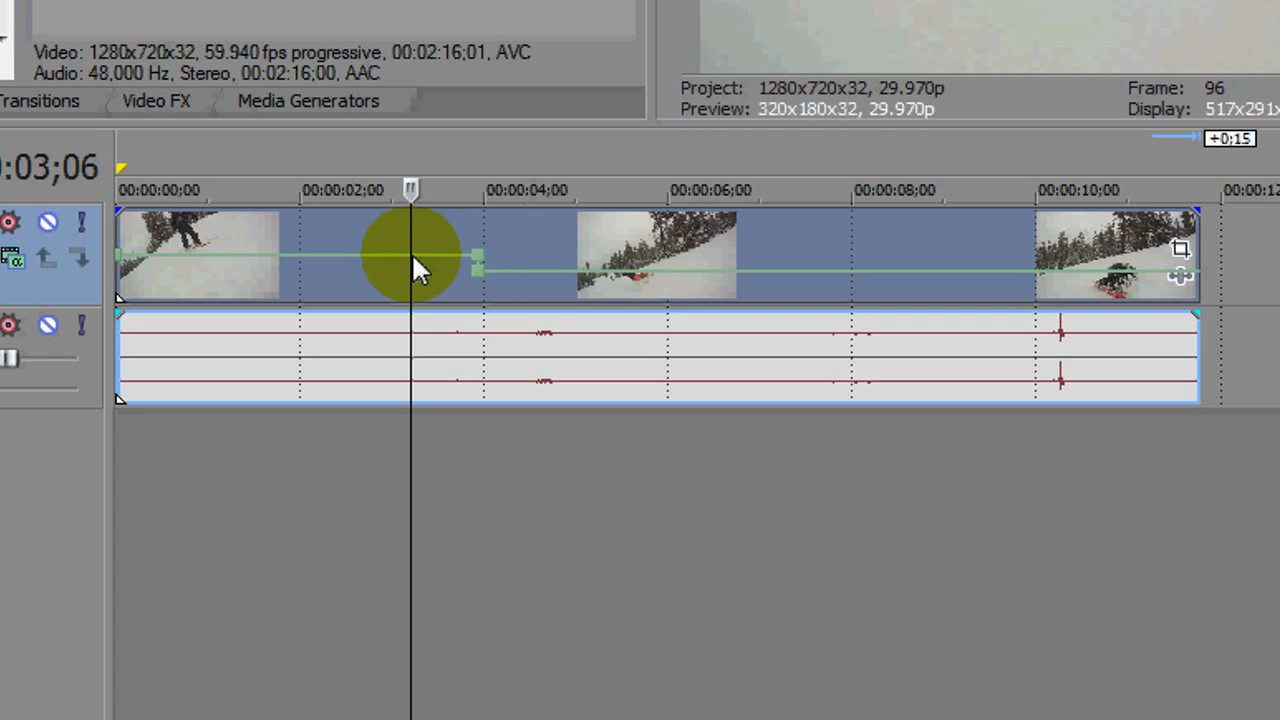 Video: 1280x720x32, 59.940 fps progressive, 00:02:16;01, AVC
Audio: 48,000 Hz, Stereo, 00:02:16;00, AAC
Transitions Video FX Media Generators
Project: 1280x720x32, 29.970p Frame: 96
Preview: 320x180x32, 29.970p Display: 517x291x
+0;15
:03;06
00:00:00;00 00:00:02;00 00:00:04;00 00:00:06;00 00:00:08;00 00:00:10;00 00:00:12